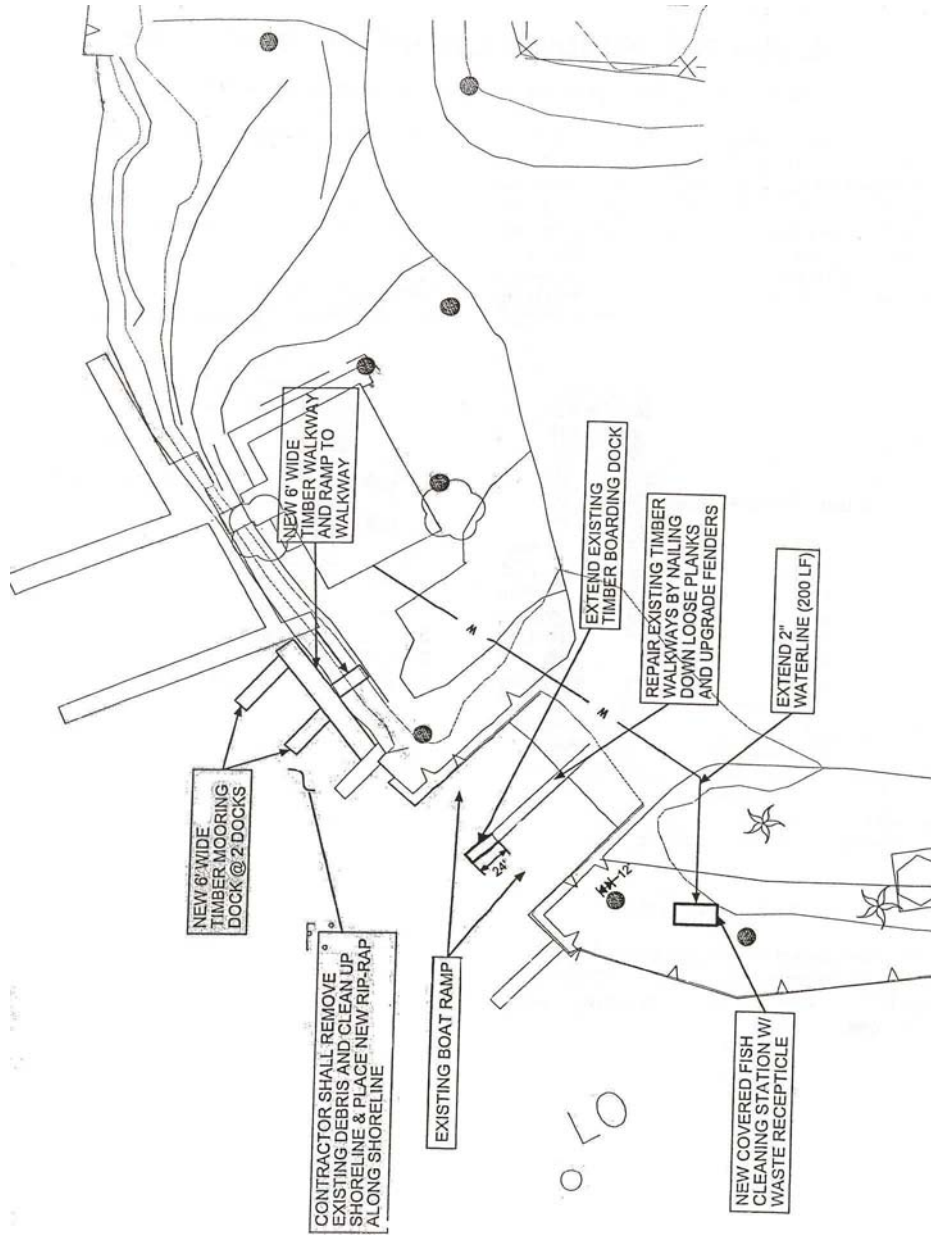 NEW 6' WIDE
TIMBER MOORING
DOCK @ 2 DOCKS
NEW 6' WIDE
TIMBER WALKWAY
AND RAMP TO
WALKWAY
CONTRACTOR SHALL REMOVE
EXISTING DEBRIS AND CLEAN UP
SHORELINE & PLACE NEW RIP-RAP
ALONG SHORELINE
EXISTING BOAT RAMP
EXTEND EXISTING
TIMBER BOARDING DOCK
REPAIR EXISTING TIMBER
WALKWAYS BY NAILING
DOWN LOOSE PLANKS
AND UPGRADE FENDERS
EXTEND 2"
WATERLINE (200 LF)
NEW COVERED FISH
CLEANING STATION W/
WASTE RECEPTICLE
W
W
12'
LO